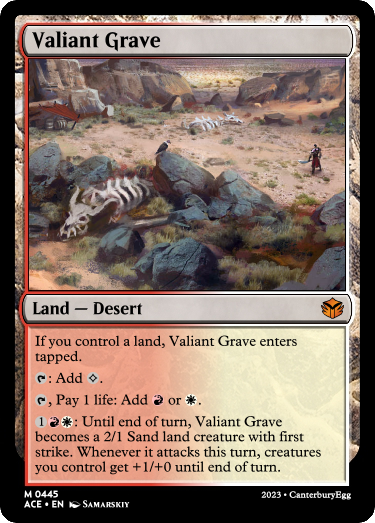 Valiant Grave
Land — Desert
If you control a land, Valiant Grave enters
tapped.
: Add .
, Pay 1 life: Add or .
1 : Until end of turn, Valiant Grave
becomes a 2/1 Sand land creature with first
strike. Whenever it attacks this turn, creatures
you control get +1/+0 until end of turn.
M 0445
ACE • EN Samarskiy
2023 • CanterburyEgg